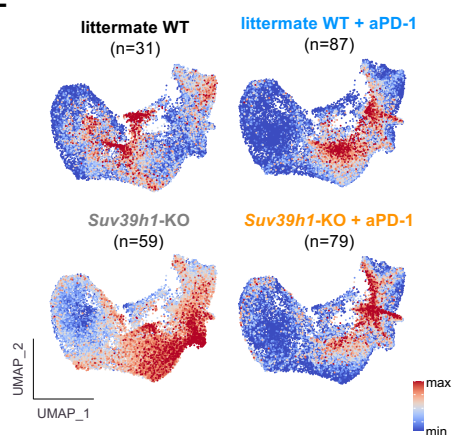 littermate WT
(n=31)
littermate WT + aPD-1
(n=87)
Suv39h1-KO
(n=59)
Suv39h1-KO + aPD-1
(n=79)
UMAP_2
UMAP_1
max
min